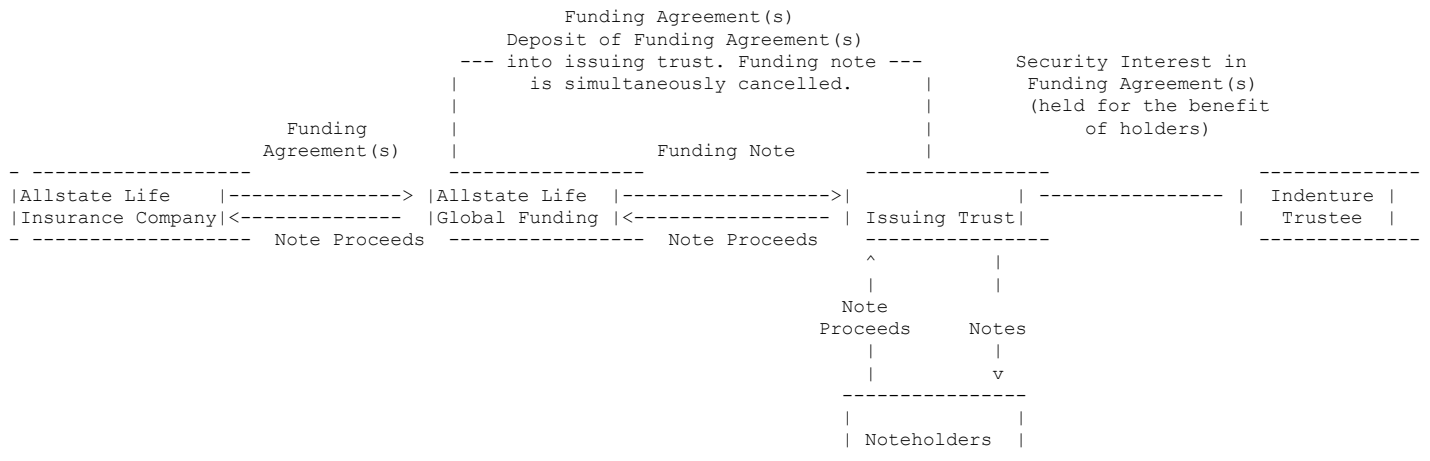 Funding Agreement(s)
Deposit of Funding Agreement(s)
--- into issuing trust. Funding note --- Security Interest in
| is simultaneously cancelled. | Funding Agreement(s)
| | (held for the benefit
Funding | | of holders)
Agreement(s) | Funding Note |
- ------------------- ----------------- ---------------- --------------
|Allstate Life |--------------> |Allstate Life |------------------>| | --------------- | Indenture |
|Insurance Company|<-------------- |Global Funding |<----------------- | Issuing Trust| | Trustee |
- ------------------- Note Proceeds ----------------- Note Proceeds ---------------- --------------
^ |
| |
Note
Proceeds Notes
| |
| v
----------------
| |
| Noteholders |